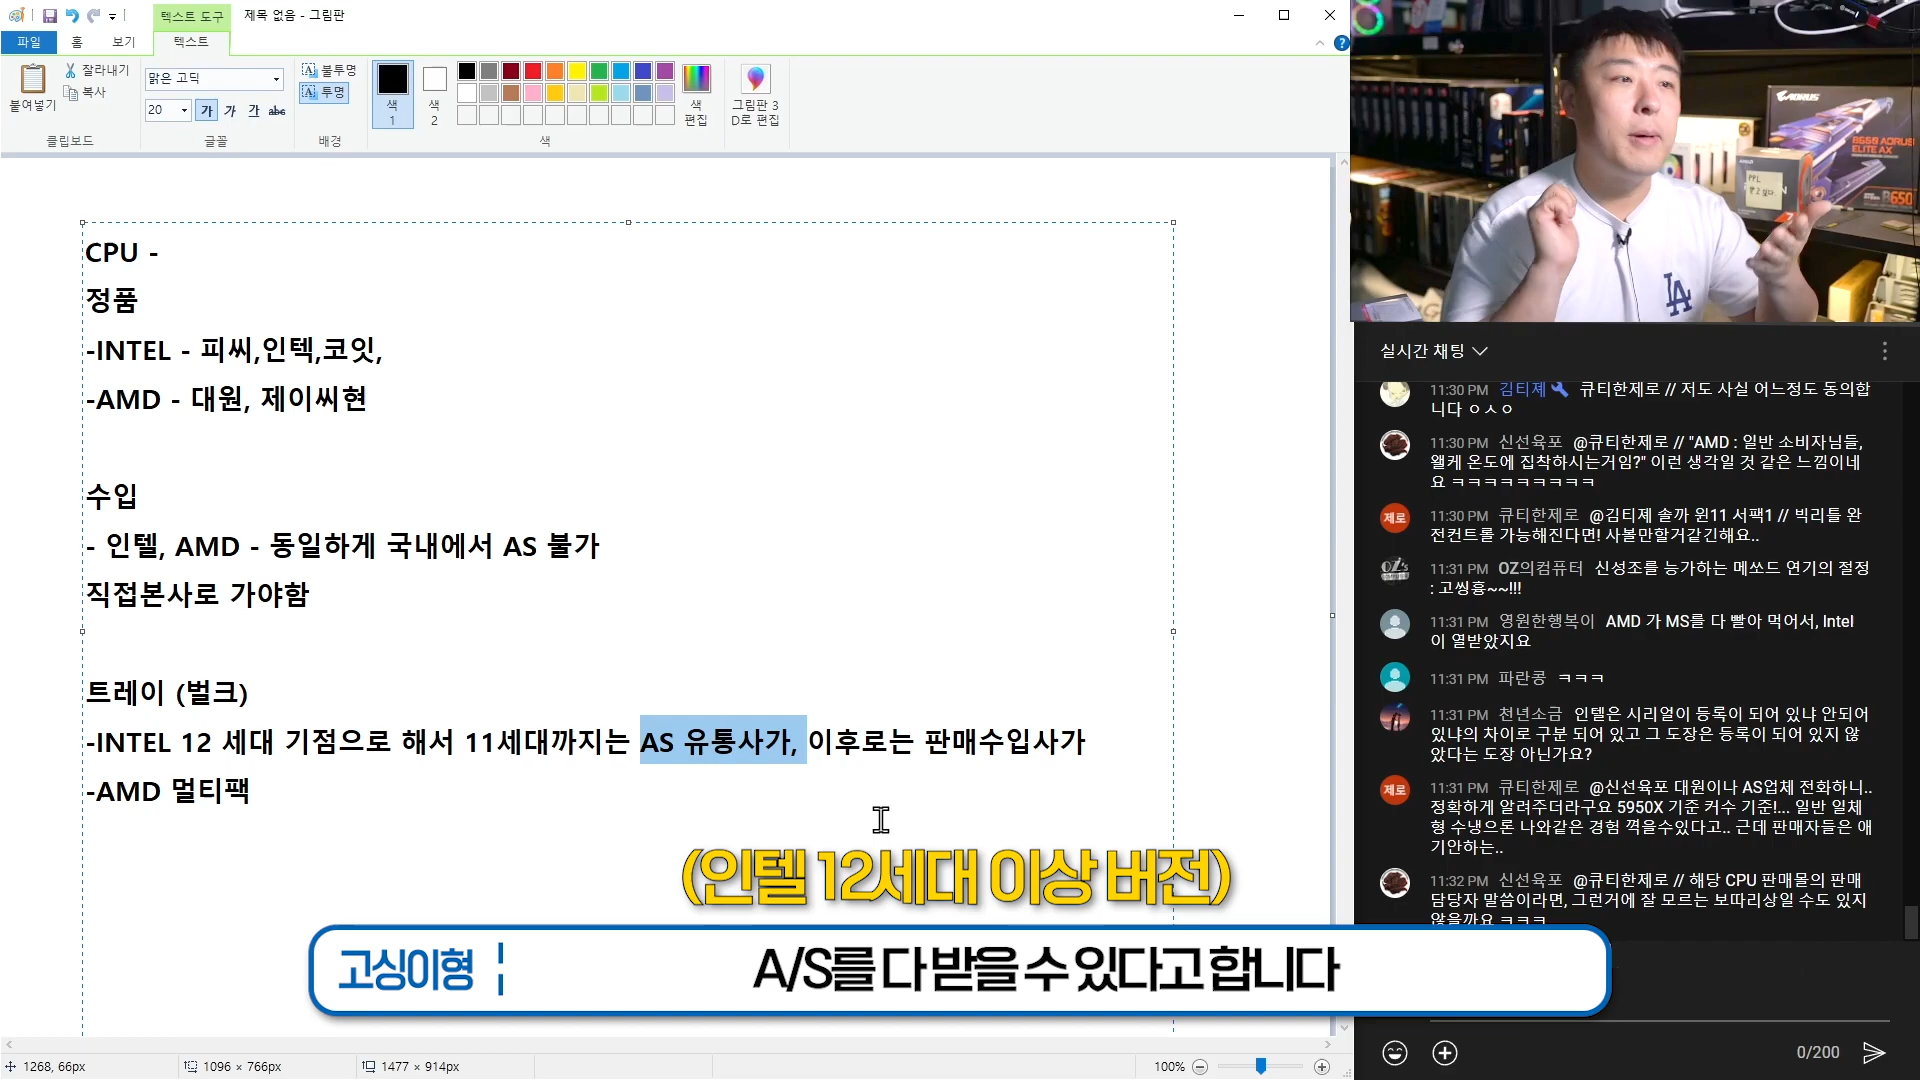 텍스트 도구
제목 없음 - 그림판
파일
홈
보기
텍스트
붙여넣기
잘라내기
복사
클립보드
맑은 고딕
20
가
가
가
abc
글꼴
불투명
투명
배경
색
1
색
2
색
편집
색
그림판 3
D로 편집
CPU -
정품
-INTEL - 피씨,인텍,코잇,
-AMD - 대원, 제이씨현
수입
- 인텔, AMD - 동일하게 국내에서 AS 불가
직접본사로 가야함
트레이 (벌크)
-INTEL 12 세대 기점으로 해서 11세대까지는 AS 유통사가, 이후로는 판매수입사가
-AMD 멀티팩
(인텔 12세대 이상 버전)
고싱이형
A/S를 다 받을 수 있다고 합니다
1268, 66px
1096 × 766px
1477 × 914px
100%
AORUS
B650 AORUS
ELITE AX
B650
LA
실시간 채팅
11:30 PM 김티제 큐티한제로 // 저도 사실 어느정도 동의합
니다 ㅇㅅㅇ
11:30 PM 신선육포 @큐티한제로 // "AMD : 일반 소비자님들,
왤케 온도에 집착하시는거임?" 이런 생각일 것 같은 느낌이네
요 ㅋㅋㅋㅋㅋㅋㅋㅋㅋ
제로
11:30 PM 큐티한제로 @김티제 솔까 윈11 서팩1 // 빅리틀 완
전컨트롤 가능해진다면! 사볼만할거같긴해요..
11:31 PM OZ의컴퓨터 신성조를 능가하는 메쏘드 연기의 절정
: 고씽흉~~!!!
11:31 PM 영원한행복이 AMD 가 MS를 다 빨아 먹어서, Intel
이 열받았지요
11:31 PM 파란콩 ㅋㅋㅋ
11:31 PM 천년소금 인텔은 시리얼이 등록이 되어 있냐 안되어
있냐의 차이로 구분 되어 있고 그 도장은 등록이 되어 있지 않
았다는 도장 아닌가요?
제로
11:31 PM 큐티한제로 @신선육포 대원이나 AS업체 전화하니..
정확하게 알려주더라구요 5950X 기준 커수 기준!... 일반 일체
형 수냉으론 나와같은 경험 껵을수있다고.. 근데 판매자들은 얘
기안하는..
11:32 PM 신선육포 @큐티한제로 // 해당 CPU 판매몰의 판매
담당자 말씀이라면, 그런거에 잘 모르는 보따리상일 수도 있지
않을까요 ㅋㅋㅋ
0/200